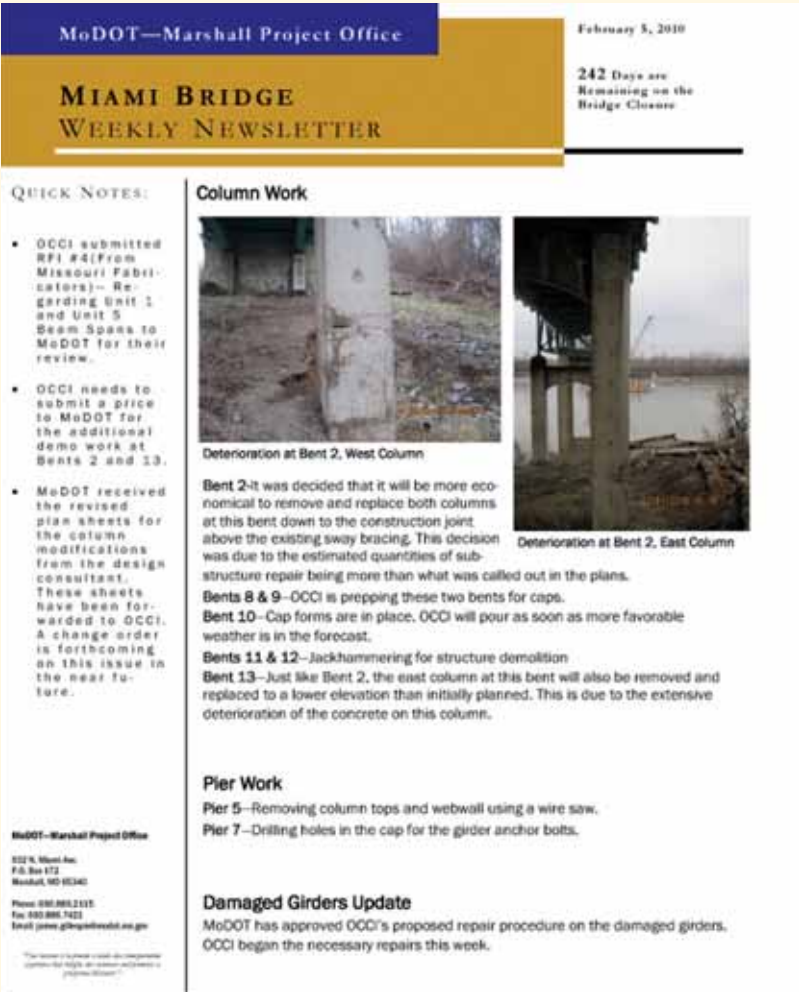 MoDOT—Marshall Project Office
February 5, 2010
242 Days are
Remaining on the
Bridge Closure
MIAMI BRIDGE
WEEKLY NEWSLETTER
QUICK NOTES:
• OCCI submitted
RFI #4(From
Missouri Fabri-
cators)— Re-
garding Unit 1
and Unit 5
Beam Spans to
MoDOT for their
review.
• OCCI needs to
submit a price
to MoDOT for
the additional
demo work at
Bents 2 and 13.
• MoDOT received
the revised
plan sheets for
the column
modifications
from the design
consultant.
These sheets
have been for-
warded to OCCI.
A change order
is forthcoming
on this issue in
the near fu-
ture.
MoDOT—Marshall Project Office
P.O. Box 172
Marshall, MO 65340
Column Work
Deterioration at Bent 2, West Column
Deterioration at Bent 2, East Column
Bent 2-It was decided that it will be more eco-
nomical to remove and replace both columns
at this bent down to the construction joint
above the existing sway bracing. This decision
was due to the estimated quantities of sub-
structure repair being more than what was called out in the plans.
Bents 8 & 9—OCCI is prepping these two bents for caps.
Bent 10—Cap forms are in place, OCCI will pour as soon as more favorable
weather is in the forecast.
Bents 11 & 12—Jackhammering for structure demolition
Bent 13—Just like Bent 2, the east column at this bent will also be removed and
replaced to a lower elevation than initially planned. This is due to the extensive
deterioration of the concrete on this column.
Pier Work
Pier 5—Removing column tops and webwall using a wire saw.
Pier 7—Drilling holes in the cap for the girder anchor bolts.
Damaged Girders Update
MoDOT has approved OCCI's proposed repair procedure on the damaged girders.
OCCI began the necessary repairs this week.